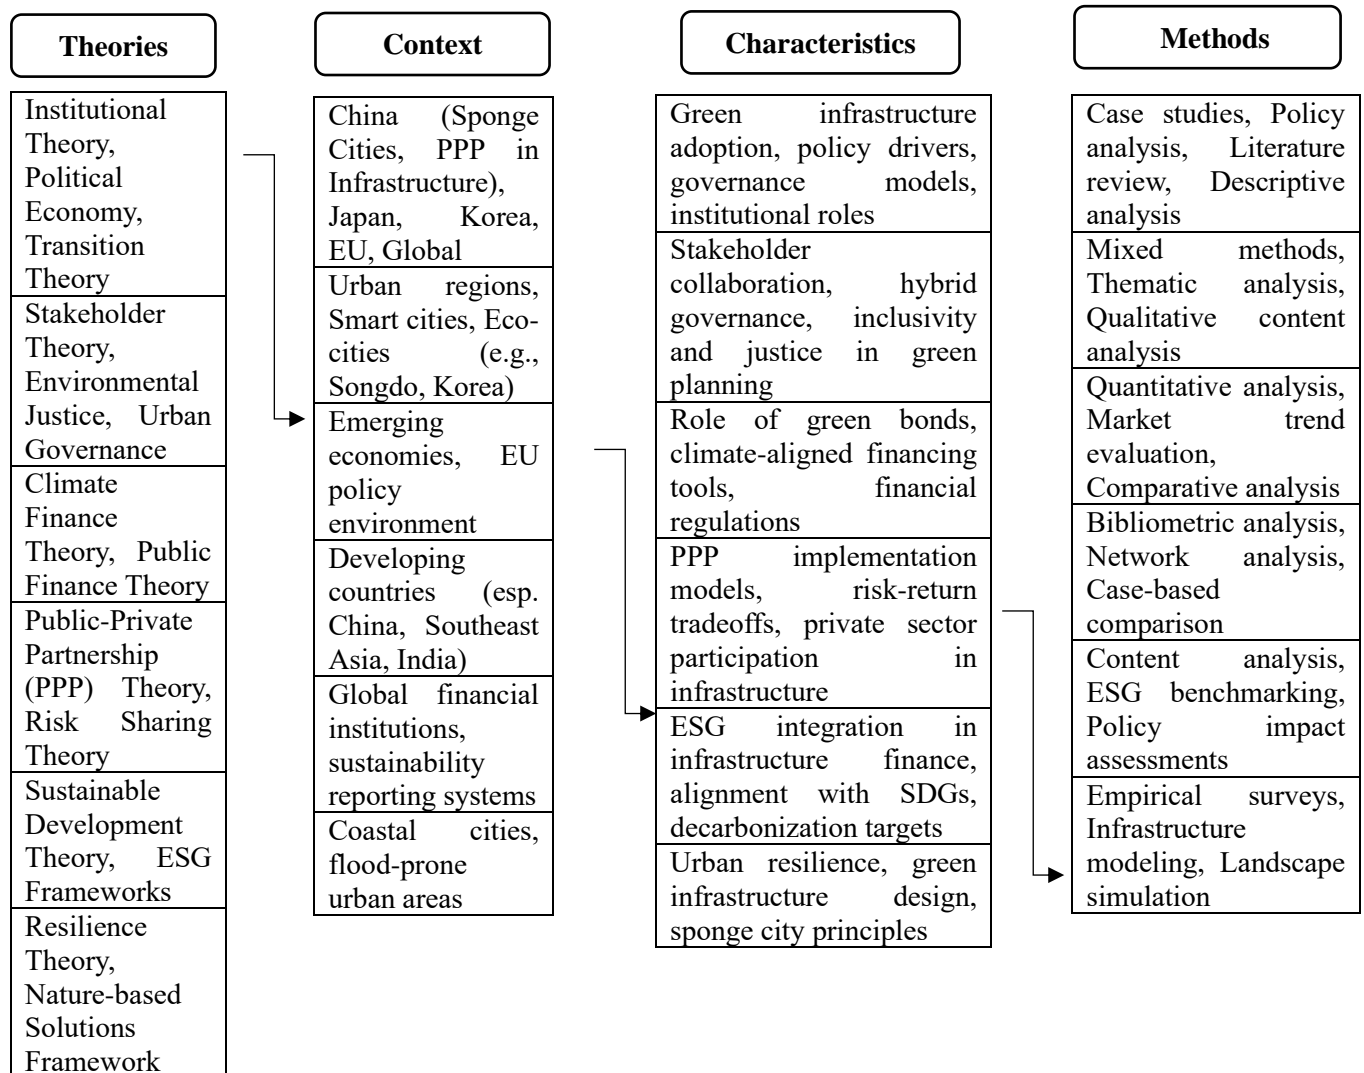 Theories
Institutional
Theory,
Political
Economy,
Transition
Theory
Stakeholder
Theory,
Environmental
Justice, Urban
Governance
Climate
Finance
Theory, Public
Finance Theory
Public-Private
Partnership
(PPP) Theory,
Risk Sharing
Theory
Sustainable
Development
Theory, ESG
Frameworks
Resilience
Theory,
Nature-based
Solutions
Framework
Context
China (Sponge
Cities, PPP in
Infrastructure),
Japan, Korea,
EU, Global
Urban regions,
Smart cities, Eco-
cities (e.g.,
Songdo, Korea)
Emerging
economies, EU
policy
environment
Developing
countries (esp.
China, Southeast
Asia, India)
Global financial
institutions,
sustainability
reporting systems
Coastal cities,
flood-prone
urban areas
Characteristics
Green infrastructure
adoption, policy drivers,
governance models,
institutional roles
Stakeholder
collaboration, hybrid
governance, inclusivity
and justice in green
planning
Role of green bonds,
climate-aligned financing
tools, financial
regulations
PPP implementation
models, risk-return
tradeoffs, private sector
participation in
infrastructure
ESG integration in
infrastructure finance,
alignment with SDGs,
decarbonization targets
Urban resilience, green
infrastructure design,
sponge city principles
Methods
Case studies, Policy
analysis, Literature
review, Descriptive
analysis
Mixed methods,
Thematic analysis,
Qualitative content
analysis
Quantitative analysis,
Market trend
evaluation,
Comparative analysis
Bibliometric analysis,
Network analysis,
Case-based
comparison
Content analysis,
ESG benchmarking,
Policy impact
assessments
Empirical surveys,
Infrastructure
modeling, Landscape
simulation